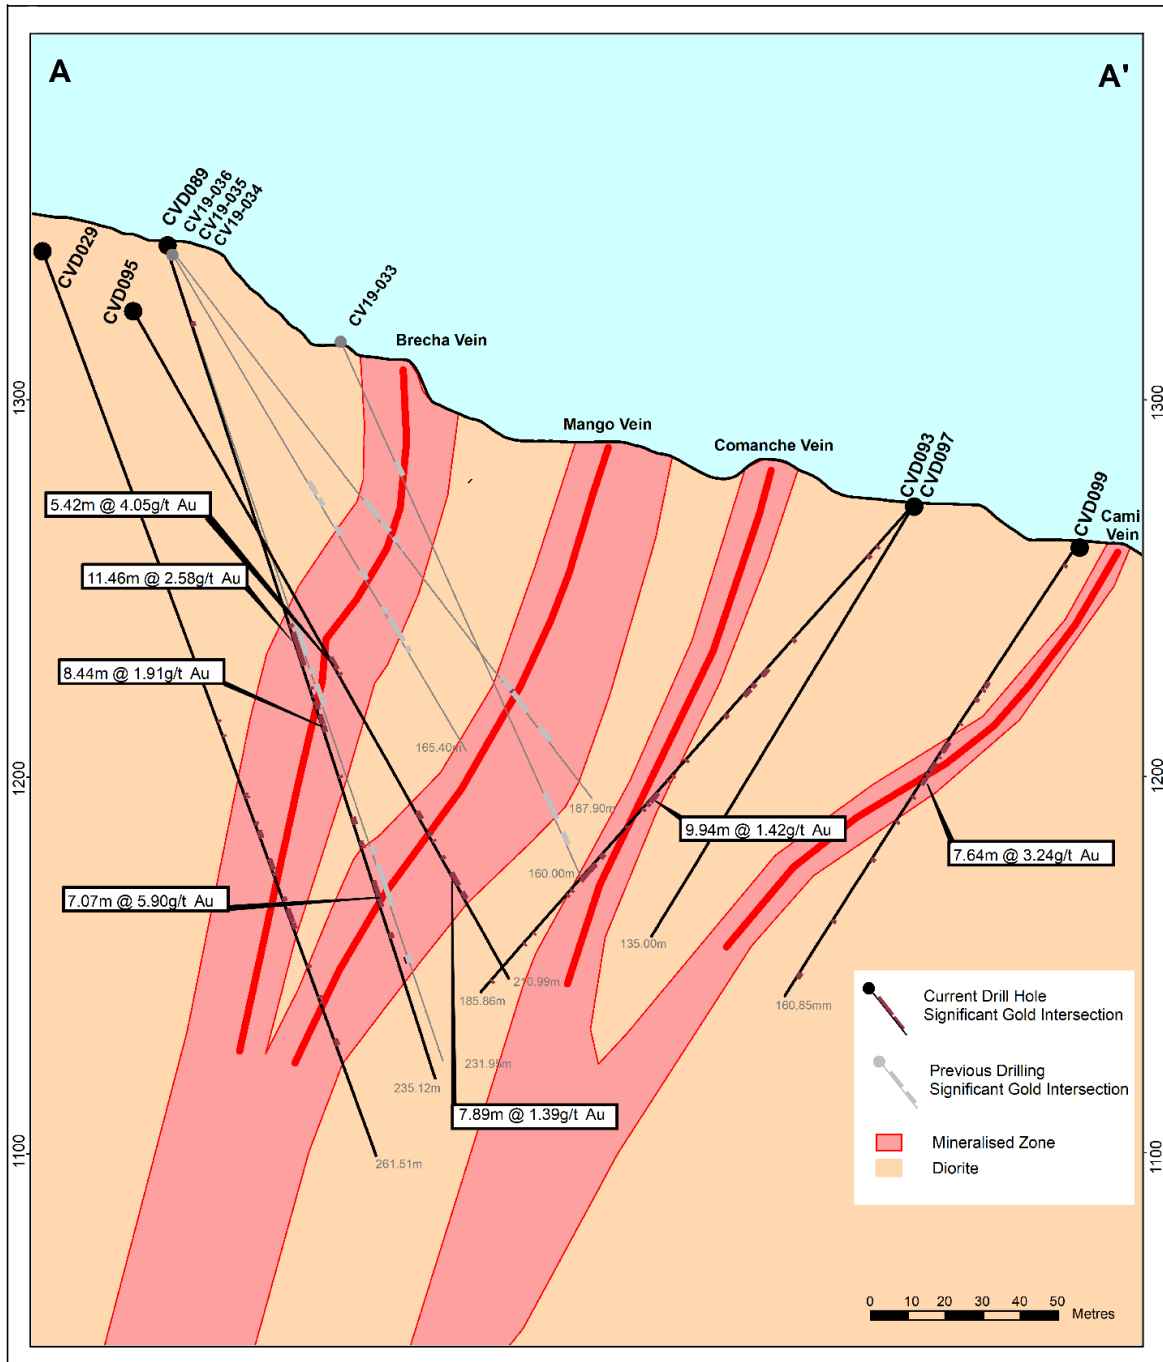 A
A'
CVD089
CV19-036
CV19-035
CV19-034
CVD029
CVD095
CV19-033
Brecha Vein
Mango Vein
Comanche Vein
CVD093
CVD097
CVD099
Cami
Vein
1300
1300
5.42m @ 4.05g/t Au
11.46m @ 2.58g/t Au
8.44m @ 1.91g/t Au
165.40m
1200
1200
187.90m
9.94m @ 1.42g/t Au
7.64m @ 3.24g/t Au
160.00m
7.07m @ 5.90g/t Au
135.00m
210.99m
185.86m
160.85mm
231.95m
235.12m
7.89m @ 1.39g/t Au
261.51m
1100
1100
Current Drill Hole
Significant Gold Intersection
Previous Drilling
Significant Gold Intersection
Mineralised Zone
Diorite
0 10 20 30 40 50
Metres